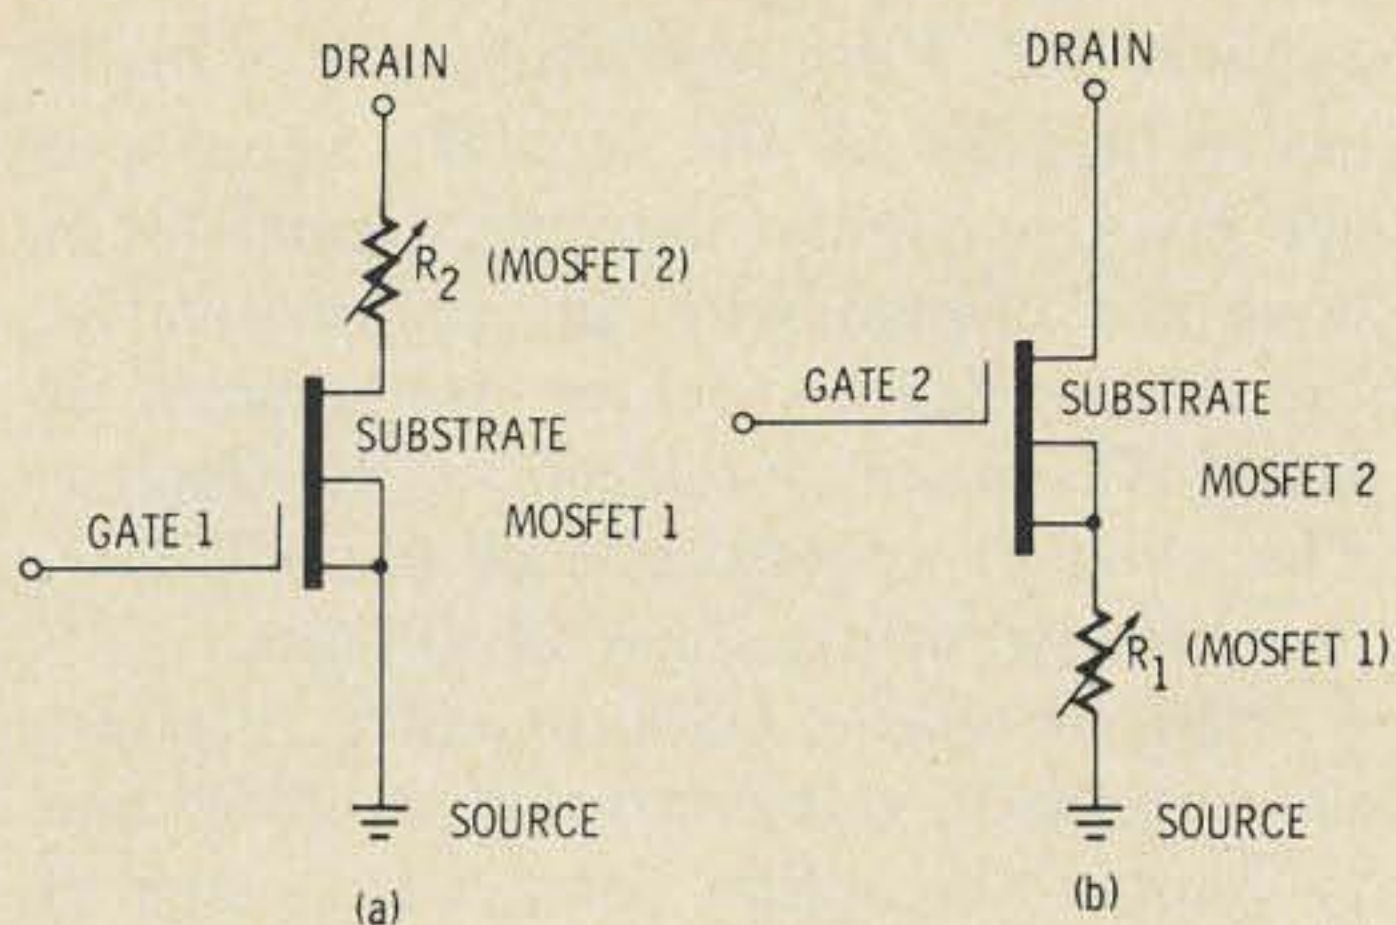 DRAIN
R2 (MOSFET 2)
SUBSTRATE
MOSFET 1
GATE 1
SOURCE
(a)
DRAIN
GATE 2
SUBSTRATE
MOSFET 2
R1 (MOSFET 1)
SOURCE
(b)